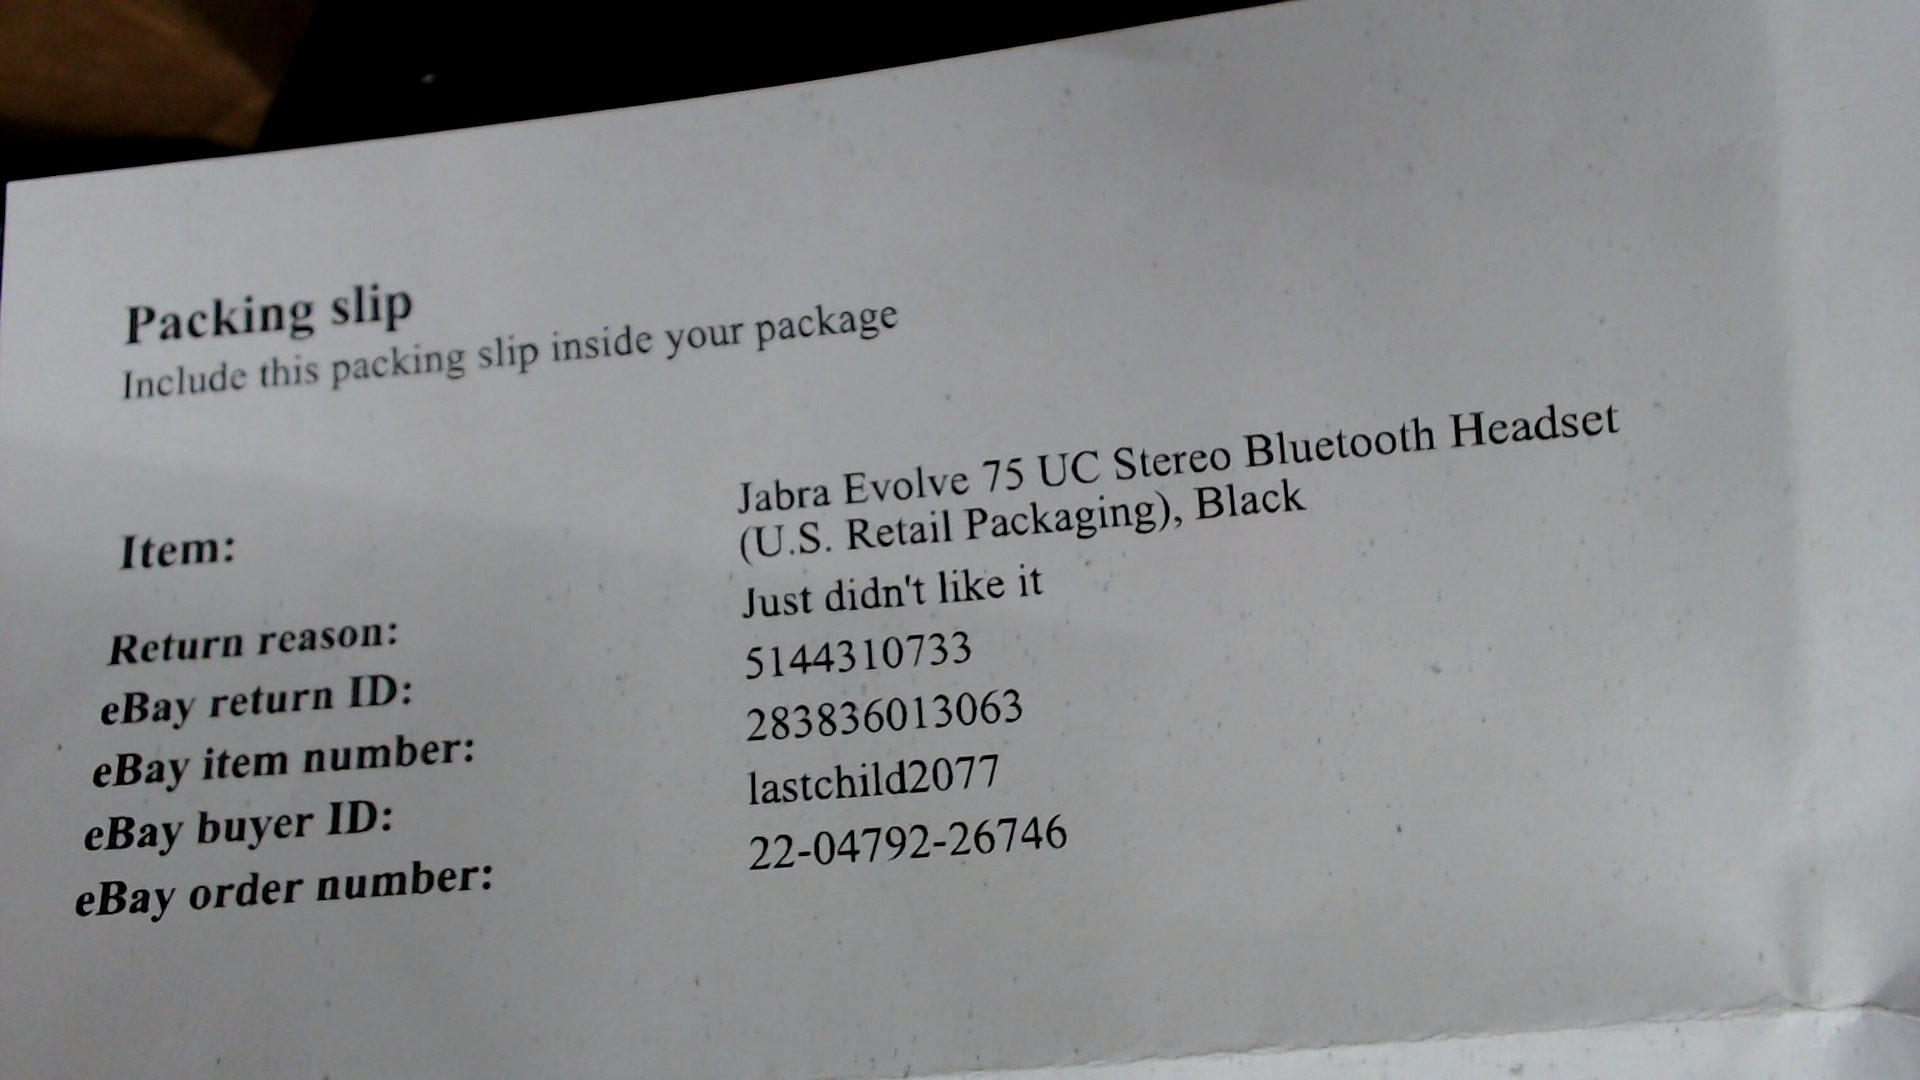 Packing slip
Include this packing slip inside your package
Item:
Jabra Evolve 75 UC Stereo Bluetooth Headset
(U.S. Retail Packaging), Black
Return reason:
Just didn't like it
eBay return ID:
5144310733
eBay item number:
283836013063
eBay buyer ID:
lastchild2077
eBay order number:
22-04792-26746